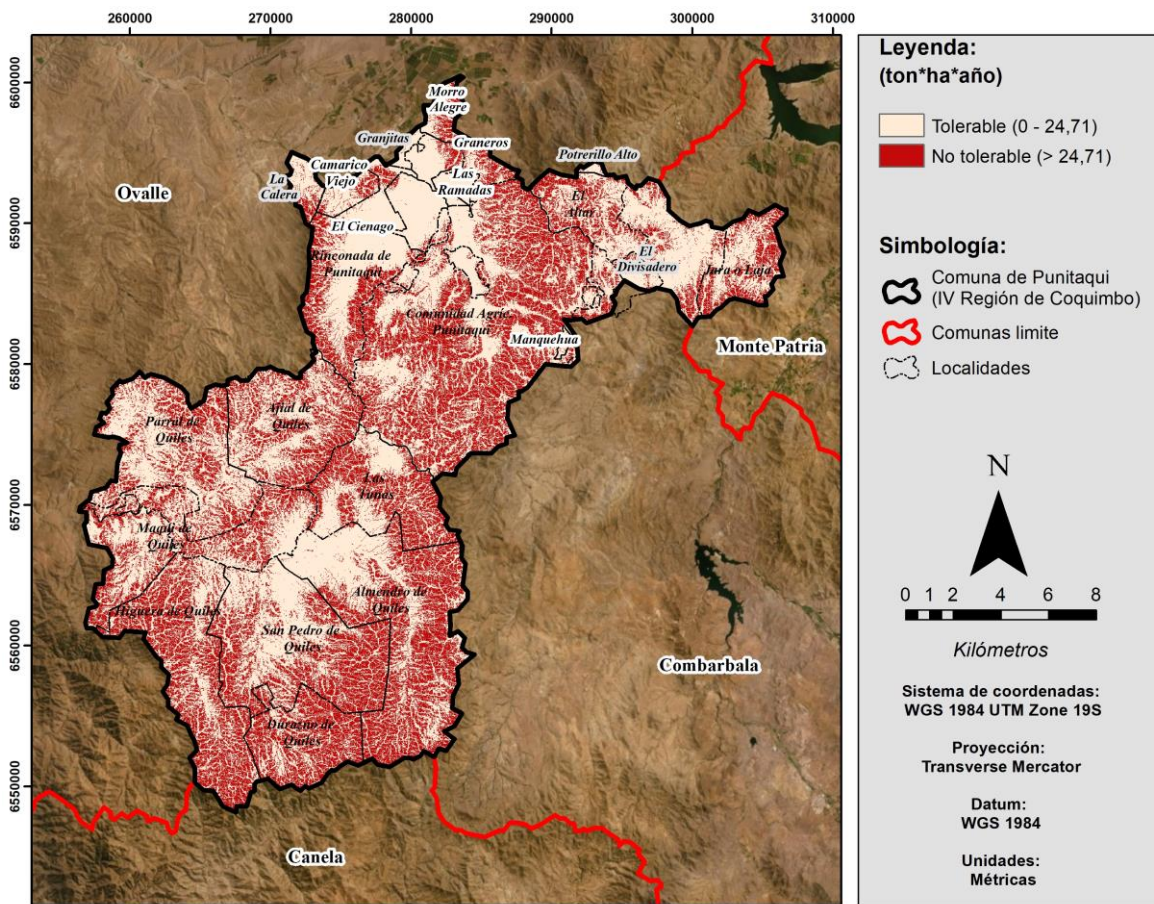 260000
270000
280000
290000
300000
310000
6600000
6590000
6580000
6570000
6560000
6550000
Morro
Alegre
Granjitas
Graneros
Camarico
Viejo
La
Calera
Las
Ramadas
Potrerillo Alto
Ovalle
El
Altar
El Cienago
El
Divisadero
Rinconada de
Punitaqui
Jara o Laja
Comunidad Agríc.
Punitaqui
Manquehua
Monte Patria
Parral de
Quiles
Ajial de
Quiles
Las
Tunas
Maqui de
Quiles
Higuera de Quiles
Almendro de
Quiles
San Pedro de
Quiles
Combarbala
Durazno de
Quiles
Canela
Leyenda:
(ton*ha*año)
Tolerable (0 - 24,71)
No tolerable (> 24,71)
Simbología:
Comuna de Punitaqui
(IV Región de Coquimbo)
Comunas limite
Localidades
N
0 1 2 4 6 8
Kilómetros
Sistema de coordenadas:
WGS 1984 UTM Zone 19S
Proyección:
Transverse Mercator
Datum:
WGS 1984
Unidades:
Métricas